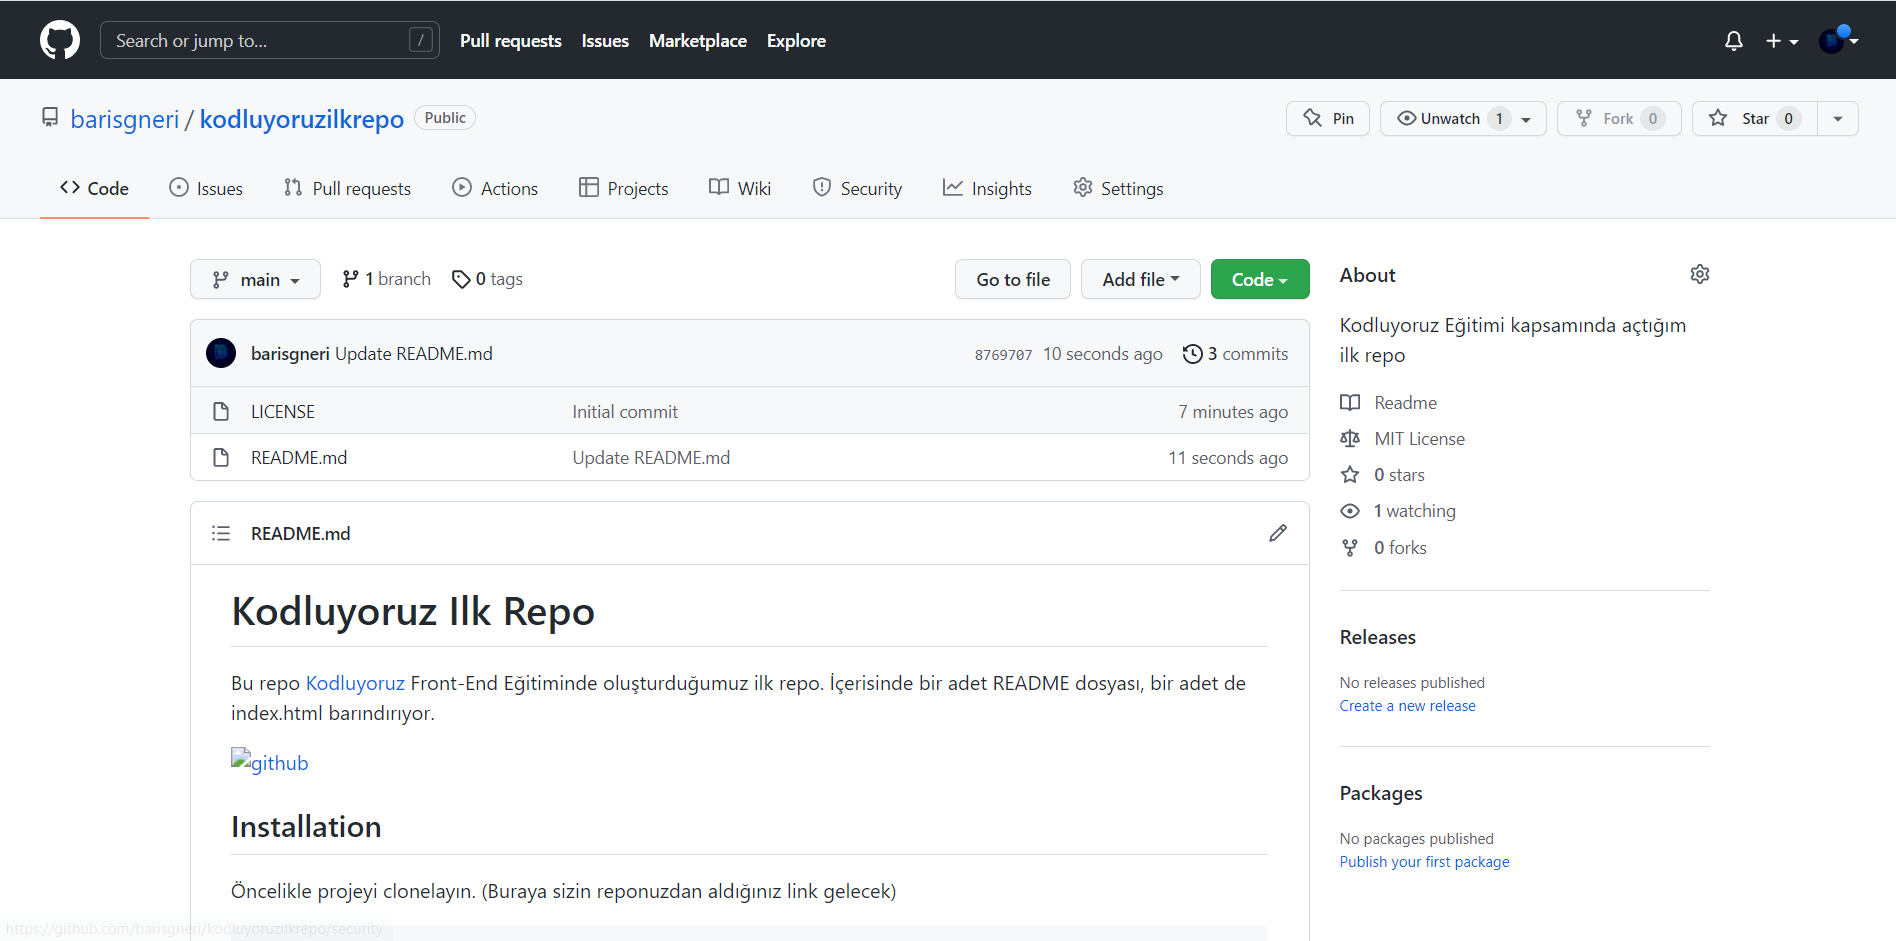 Search or jump to... /
Pull requests Issues Marketplace Explore
barisgneri / kodluyoruzilkrepo Public
Pin Unwatch 1 Fork 0 Star 0
Code Issues Pull requests Actions Projects Wiki Security Insights Settings
main 1 branch 0 tags Go to file Add file Code
barisgneri Update README.md 8769707 10 seconds ago 3 commits
LICENSE Initial commit 7 minutes ago
README.md Update README.md 11 seconds ago
README.md
Kodluyoruz Ilk Repo
Bu repo Kodluyoruz Front-End Eğitiminde oluşturduğumuz ilk repo. İçerisinde bir adet README dosyası, bir adet de
index.html barındırıyor.
github
Installation
Öncelikle projeyi clonelayın. (Buraya sizin reponuzdan aldığınız link gelecek)
About
Kodluyoruz Eğitimi kapsamında açtığım
ilk repo
Readme
MIT License
0 stars
1 watching
0 forks
Releases
No releases published
Create a new release
Packages
No packages published
Publish your first package
https://github.com/barisgneri/kodluyoruzilkrepo/security